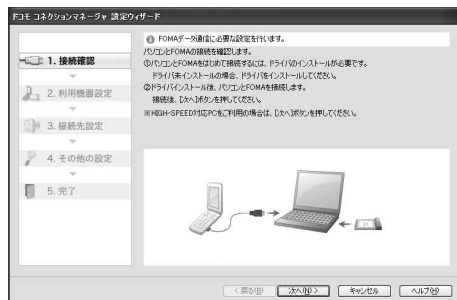 ドコモ コネクションマネージャ 設定ウィザード
1. 接続確認
2. 利用機器設定
3. 接続先設定
4. その他の設定
5. 完了
FOMAデータ通信に必要な設定を行います。
パソコンとFOMAの接続を確認します。
①パソコンとFOMAをはじめて接続するには、ドライバのインストールが必要です。
ドライバ未インストールの場合、ドライバをインストールしてください。
②ドライバインストール後、パソコンとFOMAを接続します。
接続後、[次へ]ボタンを押してください。
※HIGH-SPEED対応PCをご利用の場合は、[次へ]ボタンを押してください。
< 戻る(B)
次へ(N) >
キャンセル
ヘルプ(H)